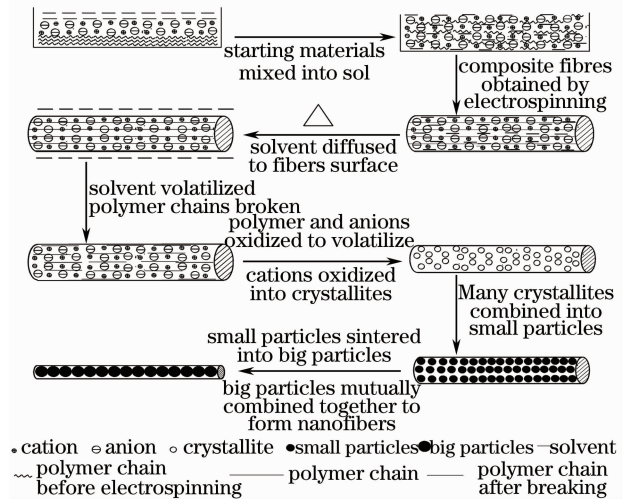 starting materials
mixed into sol
composite fibres
obtained by
electrospinning
solvent diffused
to fibers surface
solvent volatilized
polymer chains broken
polymer and anions
oxidized to volatilize
cations oxidized
into crystallites
Many crystallites
combined into
small particles
small particles sintered
into big particles
big particles mutually
combined together to
form nanofibers
cation anion crystallite small particles big particles solvent
polymer chain before electrospinning
polymer chain
polymer chain after breaking